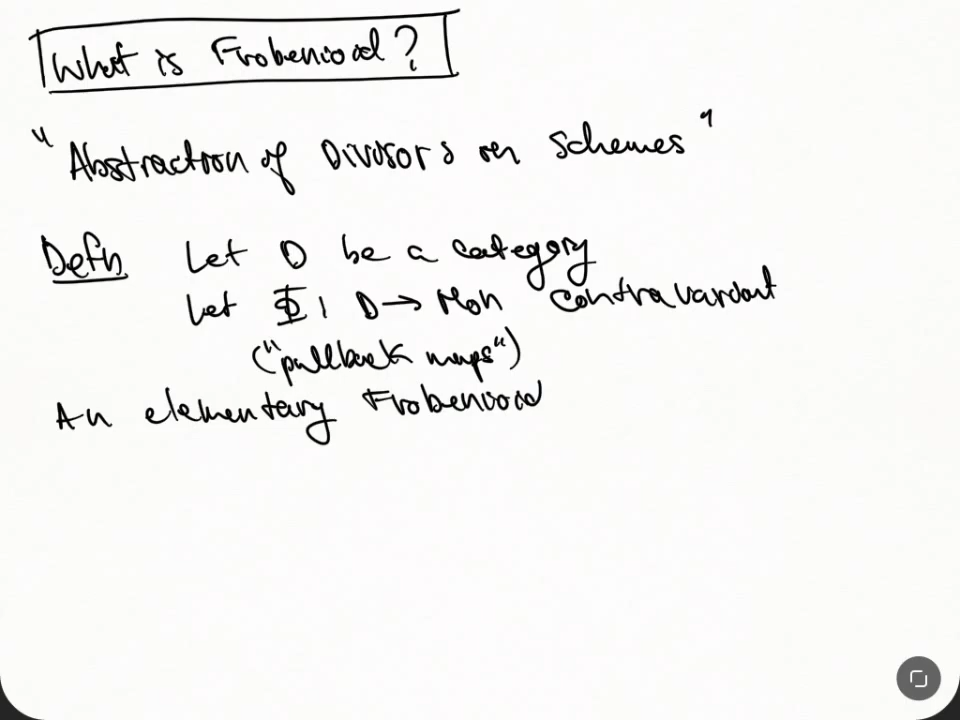 What is Frobenioid?
"Abstraction of Divisors on Schemes"
Defn Let D be a category
Let Φ: D → Mon contravariant
("pullback maps")
An elementary Frobenioid